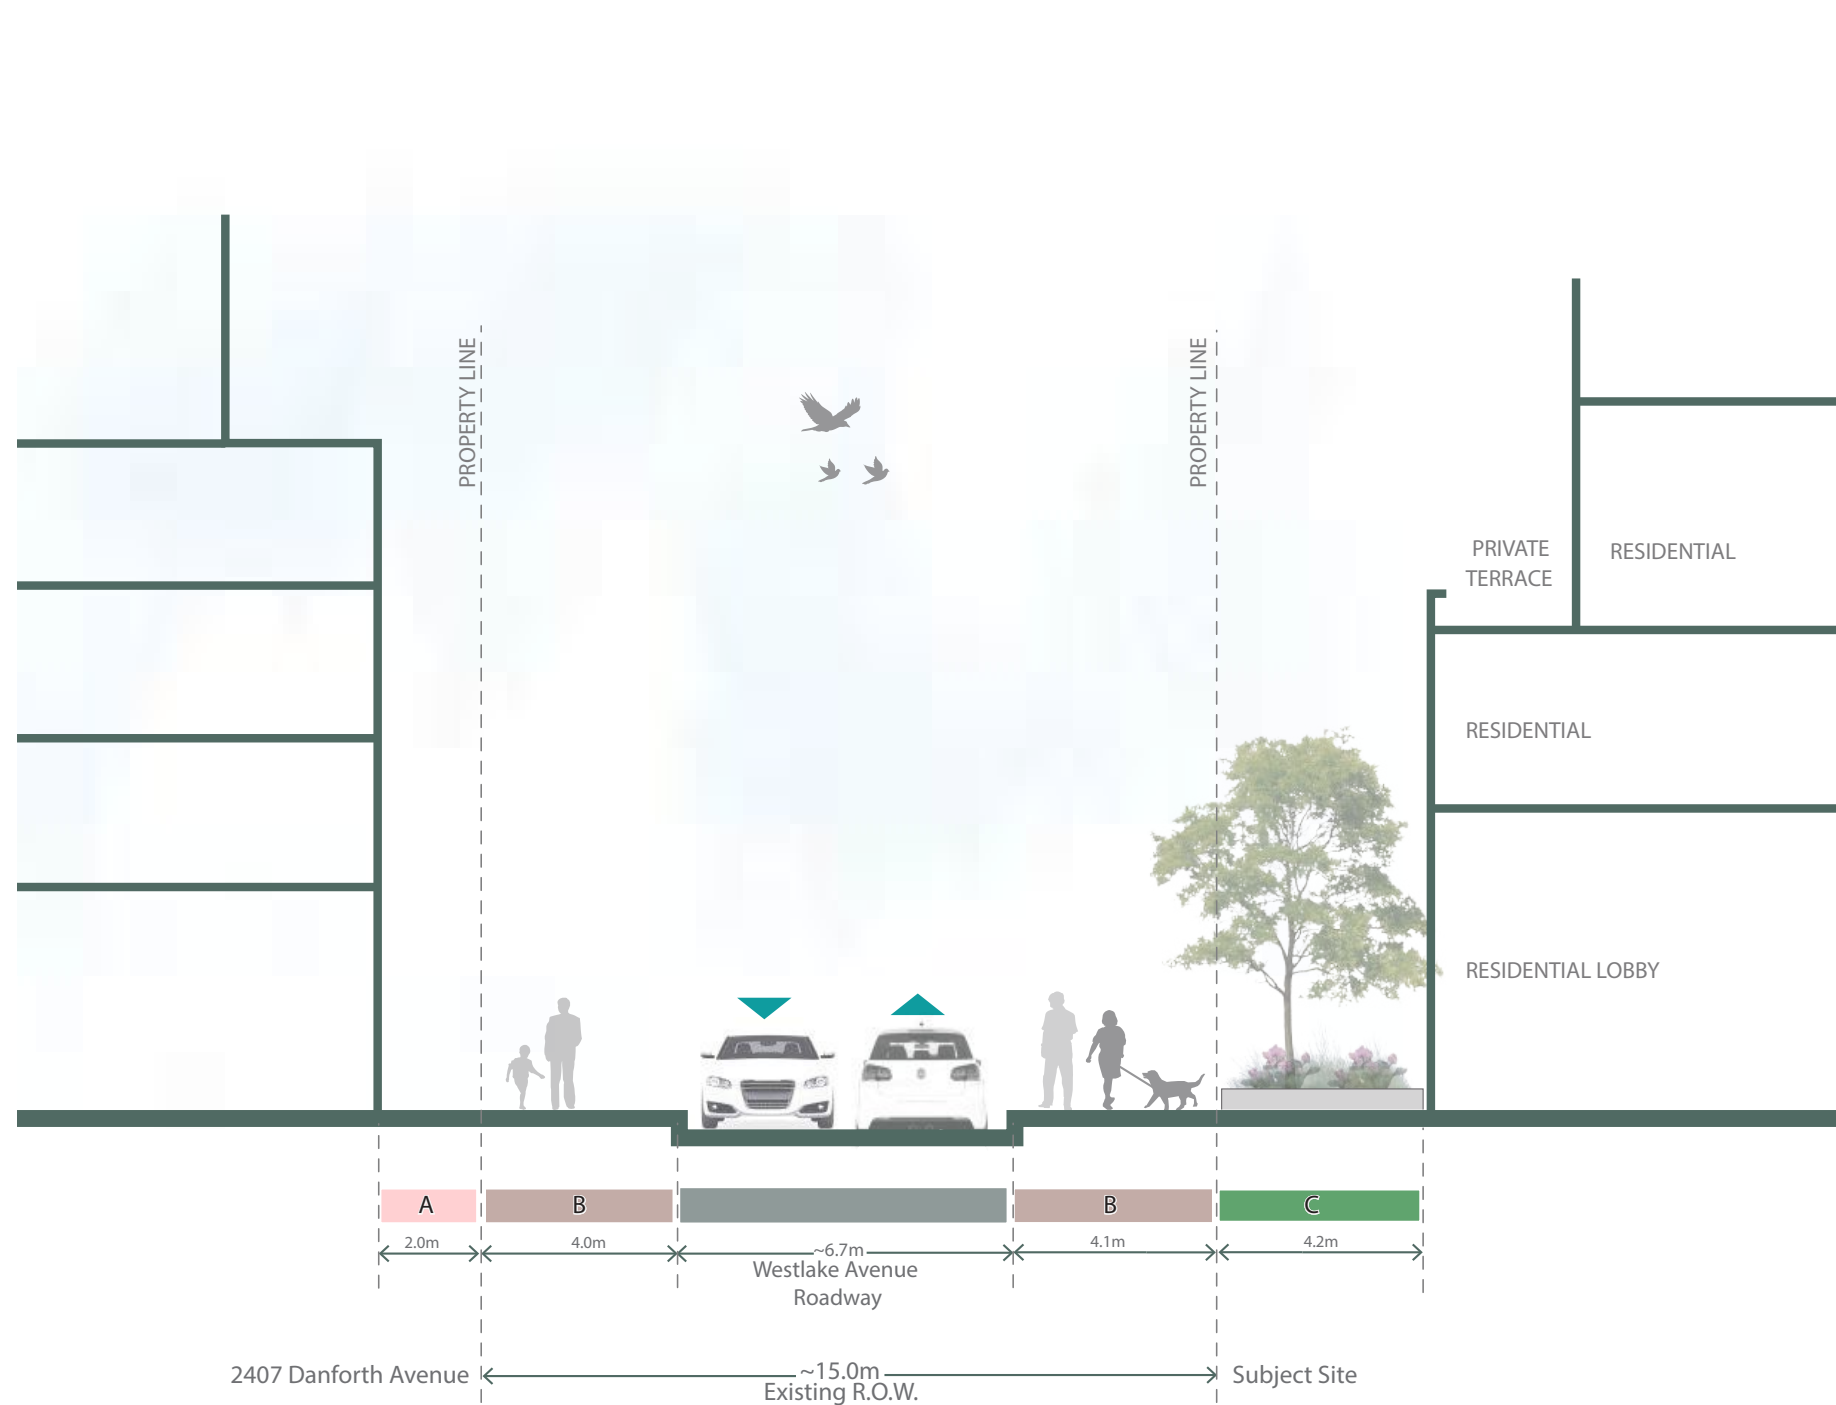 PROPERTY LINE
PROPERTY LINE
PRIVATE
TERRACE
RESIDENTIAL
RESIDENTIAL
RESIDENTIAL LOBBY
A
B
B
C
2.0m
4.0m
~6.7m
4.1m
4.2m
Westlake Avenue
Roadway
2407 Danforth Avenue
~15.0m
Existing R.O.W.
Subject Site